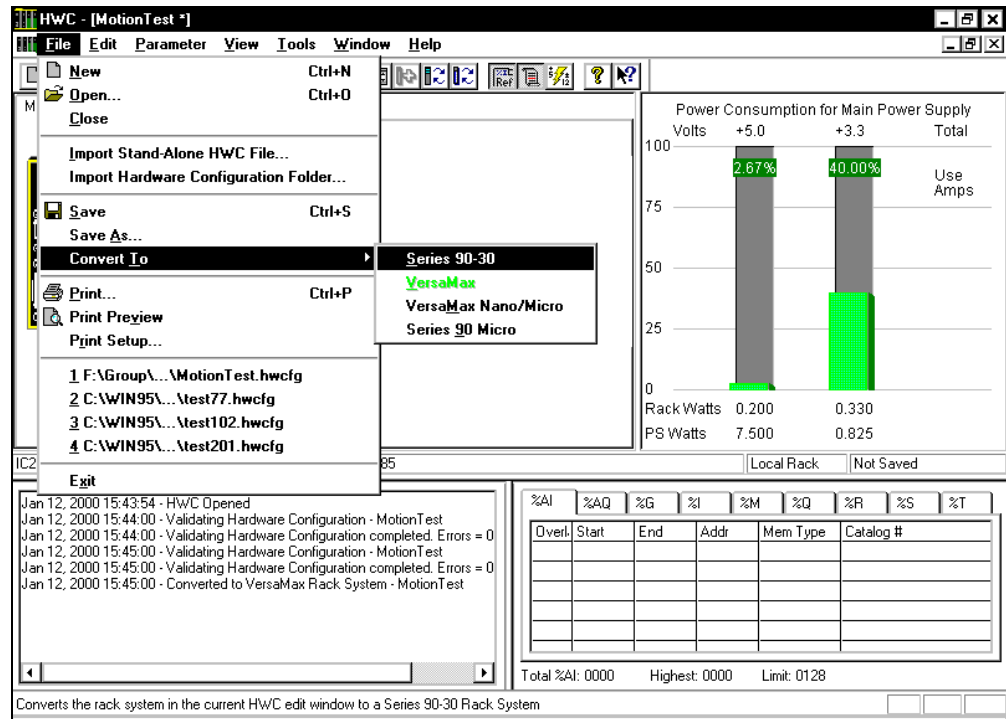 HWC - [MotionTest *]
File Edit Parameter View Tools Window Help
New Ctrl+N
Open... Ctrl+O
Close
Import Stand-Alone HWC File...
Import Hardware Configuration Folder...
Save Ctrl+S
Save As...
Convert To
Print... Ctrl+P
Print Preview
Print Setup...
1 F:\Group\...\MotionTest.hwcfg
2 C:\WIN95\...\test77.hwcfg
3 C:\WIN95\...\test102.hwcfg
4 C:\WIN95\...\test201.hwcfg
Exit
Series 90-30
VersaMax
VersaMax Nano/Micro
Series 90 Micro
Ref
M
Power Consumption for Main Power Supply
Volts +5.0 +3.3 Total
100
2.67% 40.00%
Use
Amps
75
50
25
0
Rack Watts 0.200 0.330
PS Watts 7.500 0.825
IC2
85
Local Rack Not Saved
Jan 12, 2000 15:43:54 - HWC Opened
Jan 12, 2000 15:44:00 - Validating Hardware Configuration - MotionTest
Jan 12, 2000 15:44:00 - Validating Hardware Configuration completed. Errors = 0
Jan 12, 2000 15:45:00 - Validating Hardware Configuration - MotionTest
Jan 12, 2000 15:45:00 - Validating Hardware Configuration completed. Errors = 0
Jan 12, 2000 15:45:00 - Converted to VersaMax Rack System - MotionTest
%AI %AQ %G %I %M %Q %R %S %T
Overl. Start End Addr Mem Type Catalog #
Total %AI: 0000 Highest: 0000 Limit: 0128
Converts the rack system in the current HWC edit window to a Series 90-30 Rack System